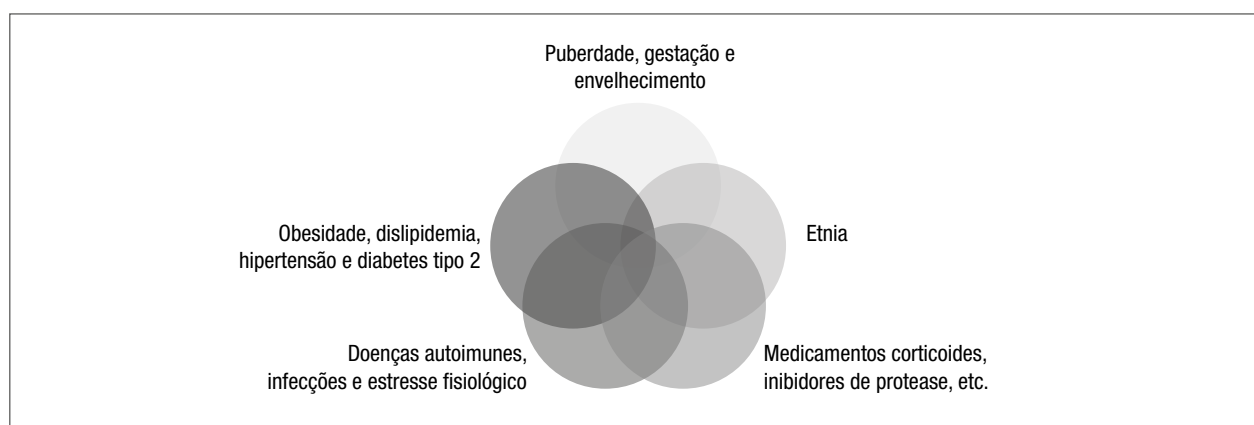 Puberdade, gestação e
envelhecimento
Obesidade, dislipidemia,
hipertensão e diabetes tipo 2
Etnia
Doenças autoimunes,
infecções e estresse fisiológico
Medicamentos corticoides,
inibidores de protease, etc.